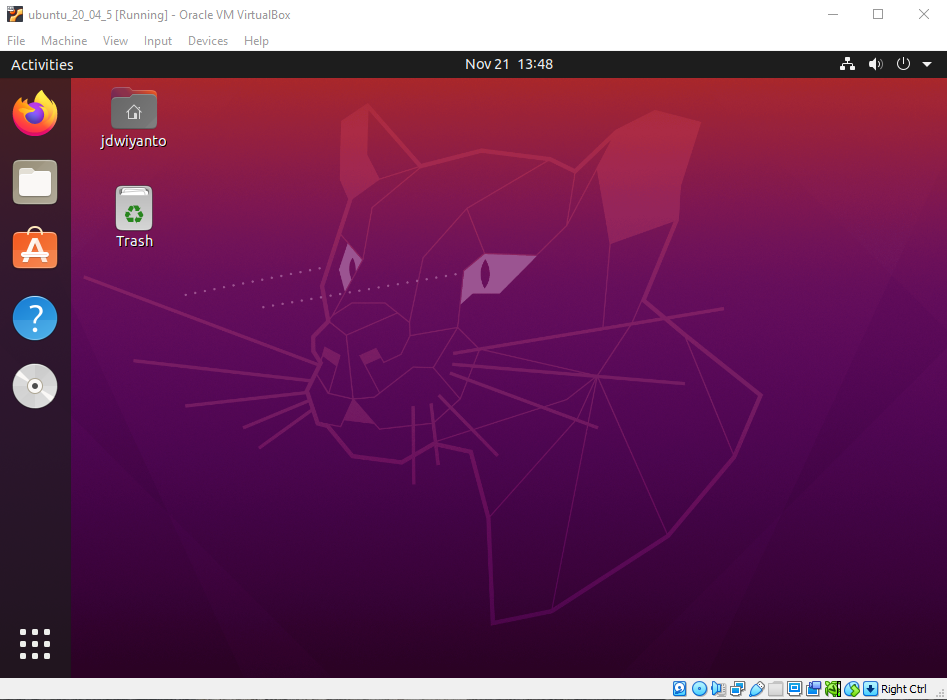 ubuntu_20_04_5 [Running] - Oracle VM VirtualBox
File Machine View Input Devices Help
Activities
Nov 21 13:48
jdwiyanto
Trash
Right Ctrl